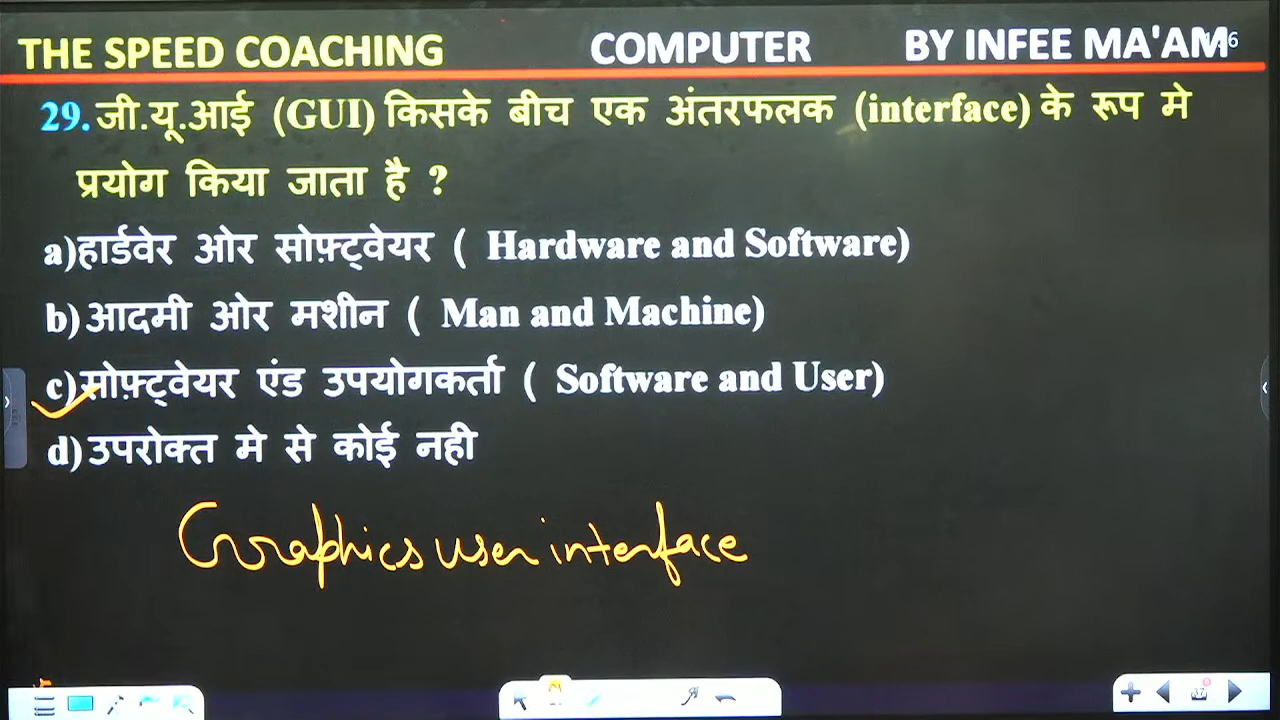 THE SPEED COACHING COMPUTER BY INFEE MA'AM
29. जी.यू.आई (GUI) किसके बीच एक अंतरफलक (interface) के रूप मे
प्रयोग किया जाता है ?
a)हार्डवेर ओर सोफ़्ट्वेयर ( Hardware and Software)
b)आदमी ओर मशीन ( Man and Machine)
c)सोफ़्ट्वेयर एंड उपयोगकर्ता ( Software and User)
d)उपरोक्त मे से कोई नही
Graphics user interface